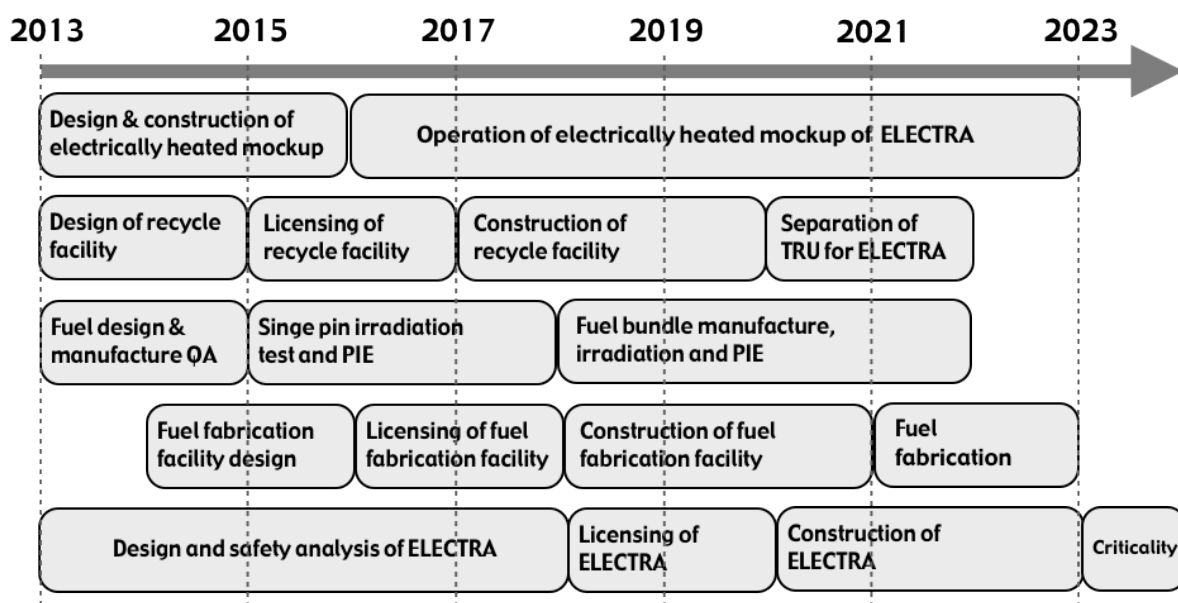 2013 2015 2017 2019 2021 2023
Design & construction of
electrically heated mockup
Operation of electrically heated mockup of ELECTRA
Design of recycle
facility
Licensing of
recycle facility
Construction of
recycle facility
Separation of
TRU for ELECTRA
Fuel design &
manufacture QA
Singe pin irradiation
test and PIE
Fuel bundle manufacture,
irradiation and PIE
Fuel fabrication
facility design
Licensing of fuel
fabrication facility
Construction of fuel
fabrication facility
Fuel
fabrication
Design and safety analysis of ELECTRA
Licensing of
ELECTRA
Construction of
ELECTRA
Criticality